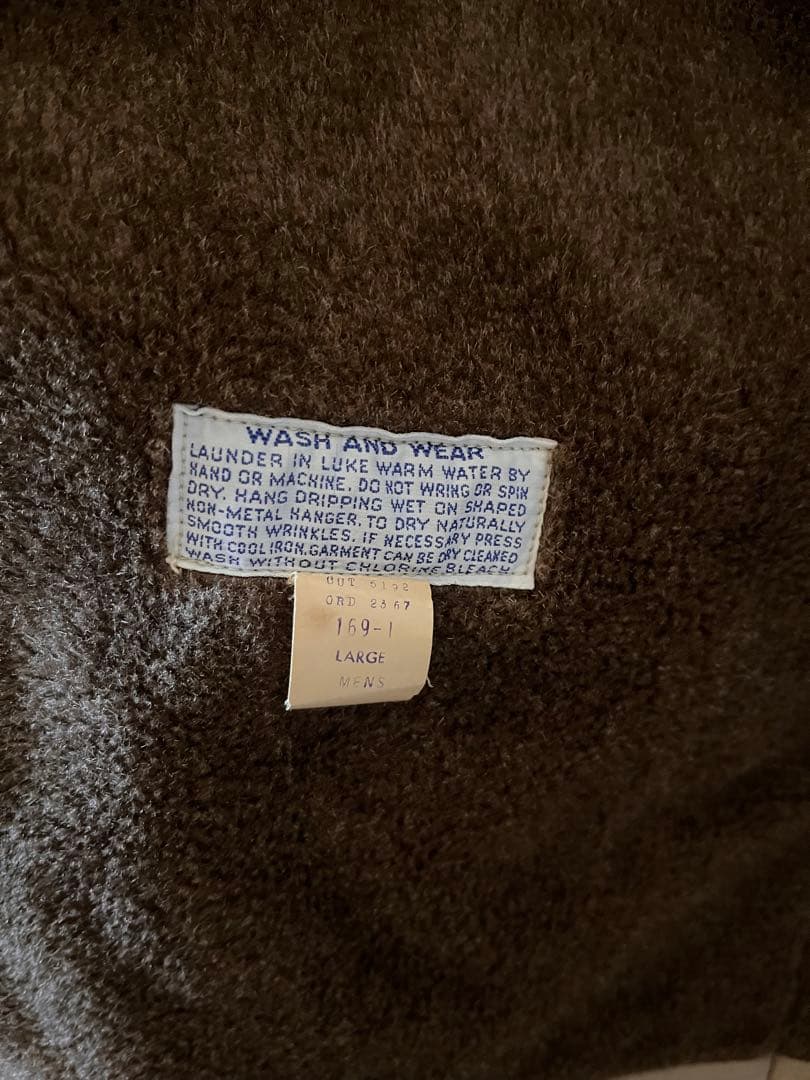 WASH AND WEAR
LAUNDER IN LUKE WARM WATER BY
HAND OR MACHINE. DO NOT WRING OR SPIN
DRY. HANG DRIPPING WET ON SHAPED
NON-METAL HANGER. TO DRY NATURALLY
SMOOTH WRINKLES. IF NECESSARY PRESS
WITH COOL IRON. GARMENT CAN BE DRY CLEANED
WASH WITHOUT CHLORINE BLEACH
CUT 5192
ORD 2367
169-1
LARGE
MENS